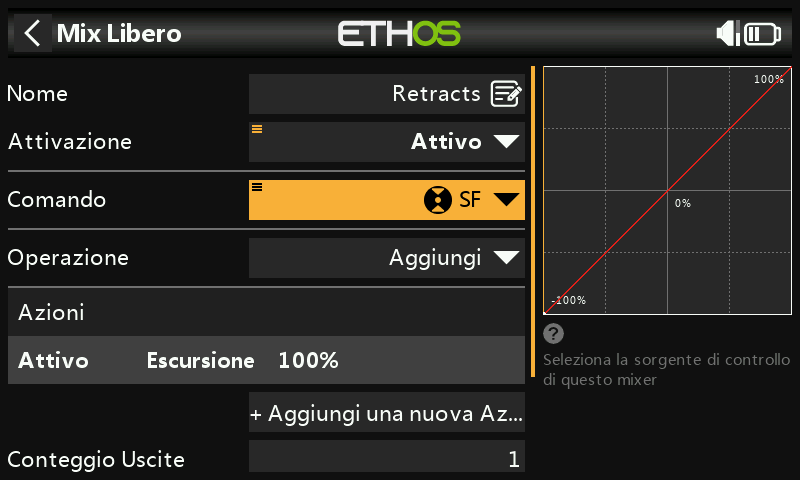 Mix Libero
ETHOS
Nome
Retracts
Attivazione
Attivo
Comando
SF
Operazione
Aggiungi
Azioni
Attivo Escursione 100%
+ Aggiungi una nuova Az...
Conteggio Uscite
1
100%
0%
-100%
?
Seleziona la sorgente di controllo
di questo mixer